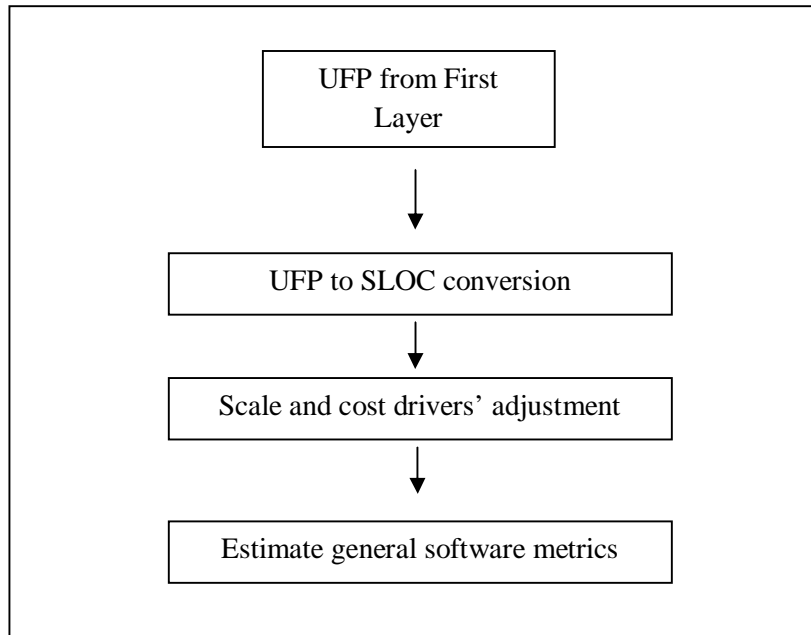 UFP from First
Layer
UFP to SLOC conversion
Scale and cost drivers’ adjustment
Estimate general software metrics